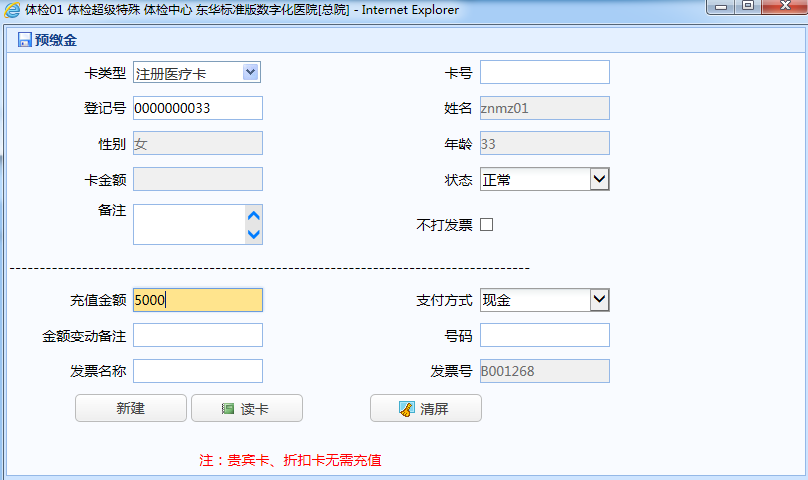 体检01 体检超级特殊 体检中心 东华标准版数字化医院[总院] - Internet Explorer
预缴金
卡类型 注册医疗卡 卡号
登记号 0000000033 姓名 znmz01
性别 女 年龄 33
卡金额 状态 正常
备注 不打发票
--------------------------------------------------------------------------------------
充值金额 5000 支付方式 现金
金额变动备注 号码
发票名称 发票号 B001268
新建 读卡 清屏
注：贵宾卡、折扣卡无需充值